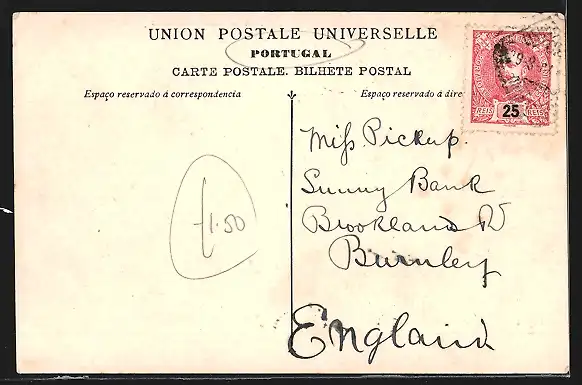 UNION POSTALE UNIVERSELLE
PORTUGAL
CARTE POSTALE. BILHETE POSTAL
Espaço reservado á correspondencia
Espaço reservado á dire
REIS 25 REIS
Miss Pickup.
Sunny Bank
Brookland Rd
Burnley
England
£1.50